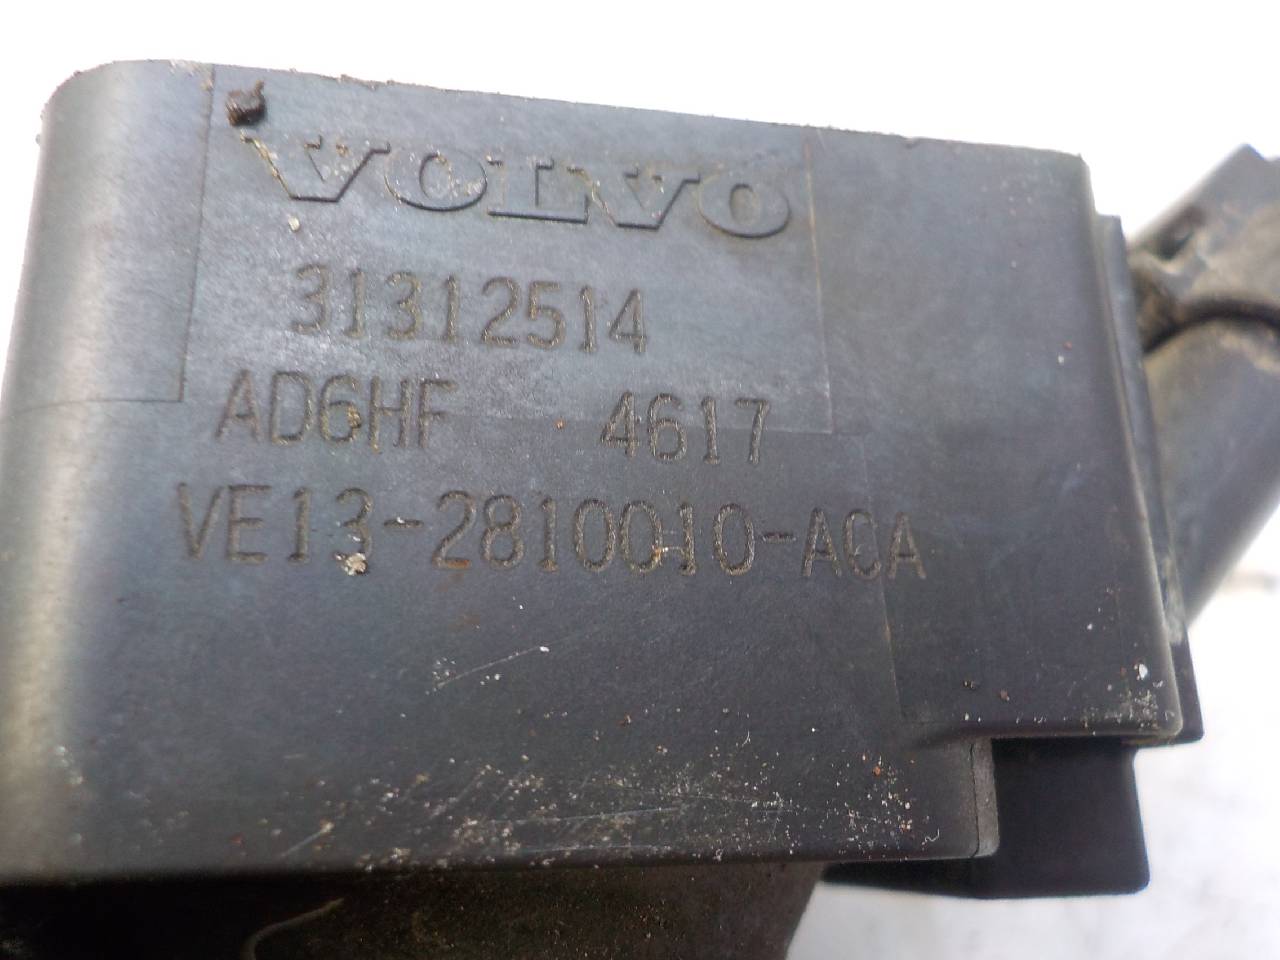 VOLVO
31312514
AD6HF 4617
VE13-2810010-ACA